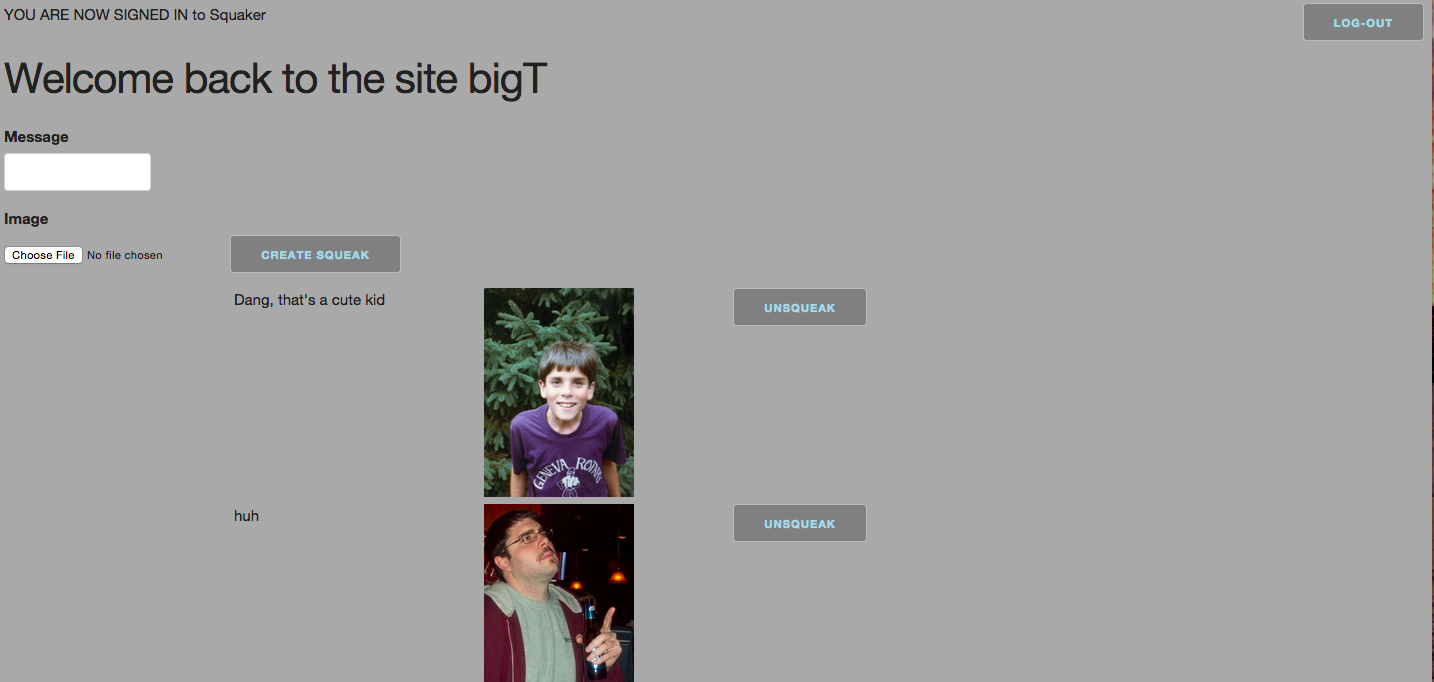 YOU ARE NOW SIGNED IN to Squaker
LOG-OUT
Welcome back to the site bigT
Message
Image
Choose File No file chosen
CREATE SQUEAK
Dang, that's a cute kid
UNSQUEAK
GENEVA ROTARY
huh
UNSQUEAK